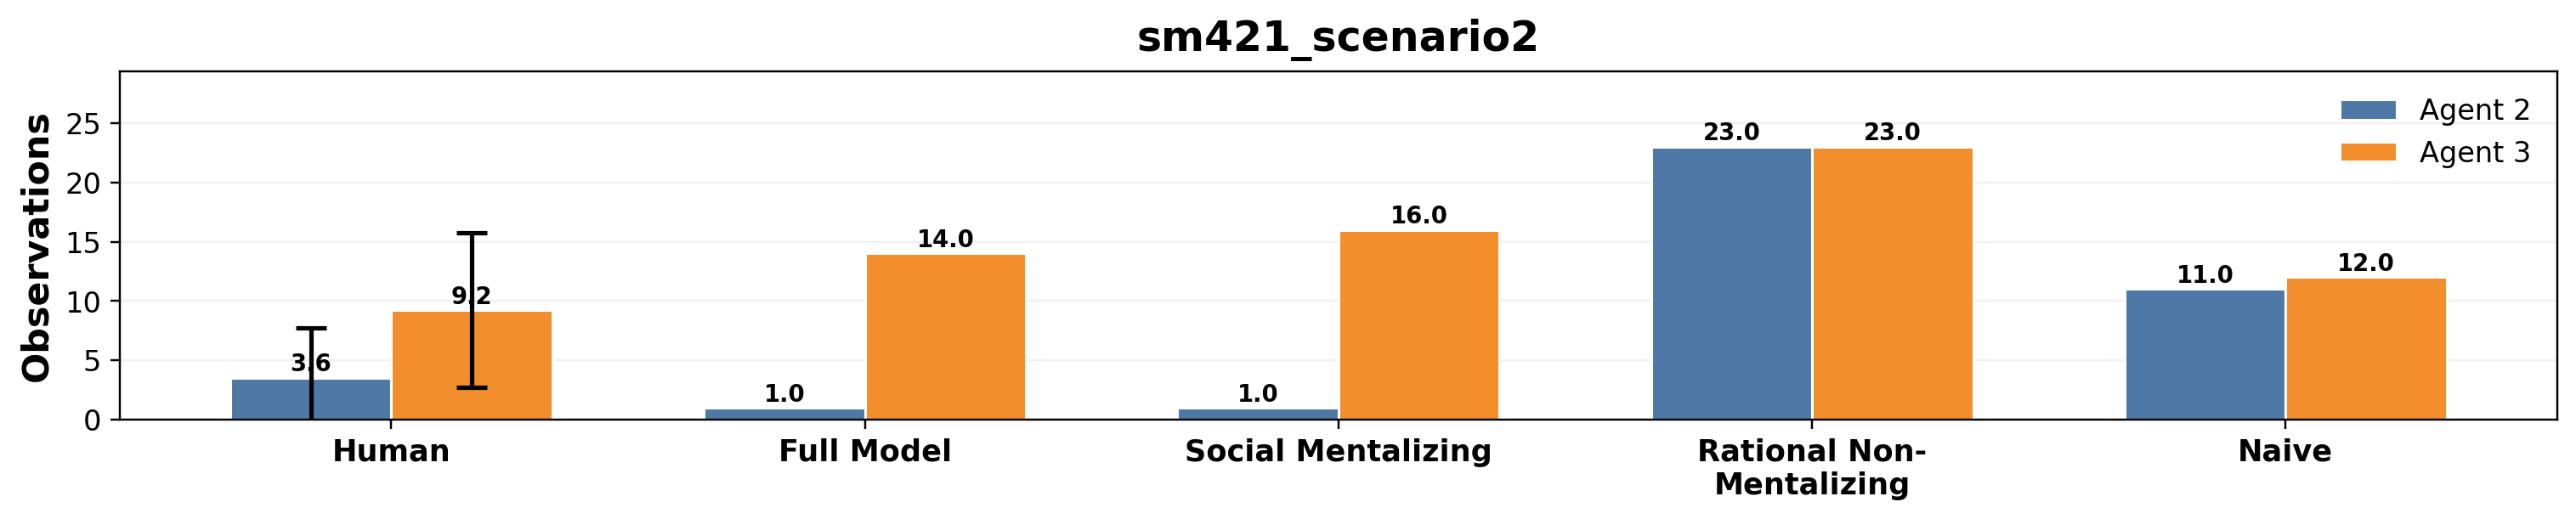 sm421_scenario2
Observations
25
20
15
10
5
0
3.6
9.2
1.0
14.0
1.0
16.0
23.0
23.0
11.0
12.0
Agent 2
Agent 3
Human
Full Model
Social Mentalizing
Rational Non-
Mentalizing
Naive